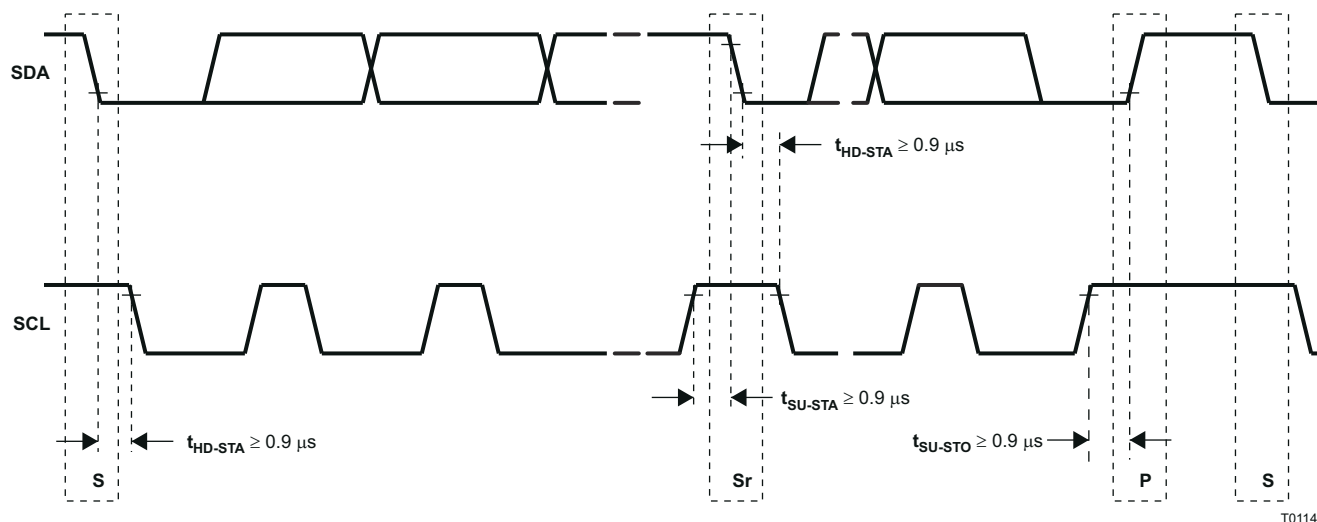 SDA
t_HD-STA ≥ 0.9 μs
SCL
t_SU-STA ≥ 0.9 μs
t_HD-STA ≥ 0.9 μs
t_SU-STO ≥ 0.9 μs
S
Sr
P
S
T0114